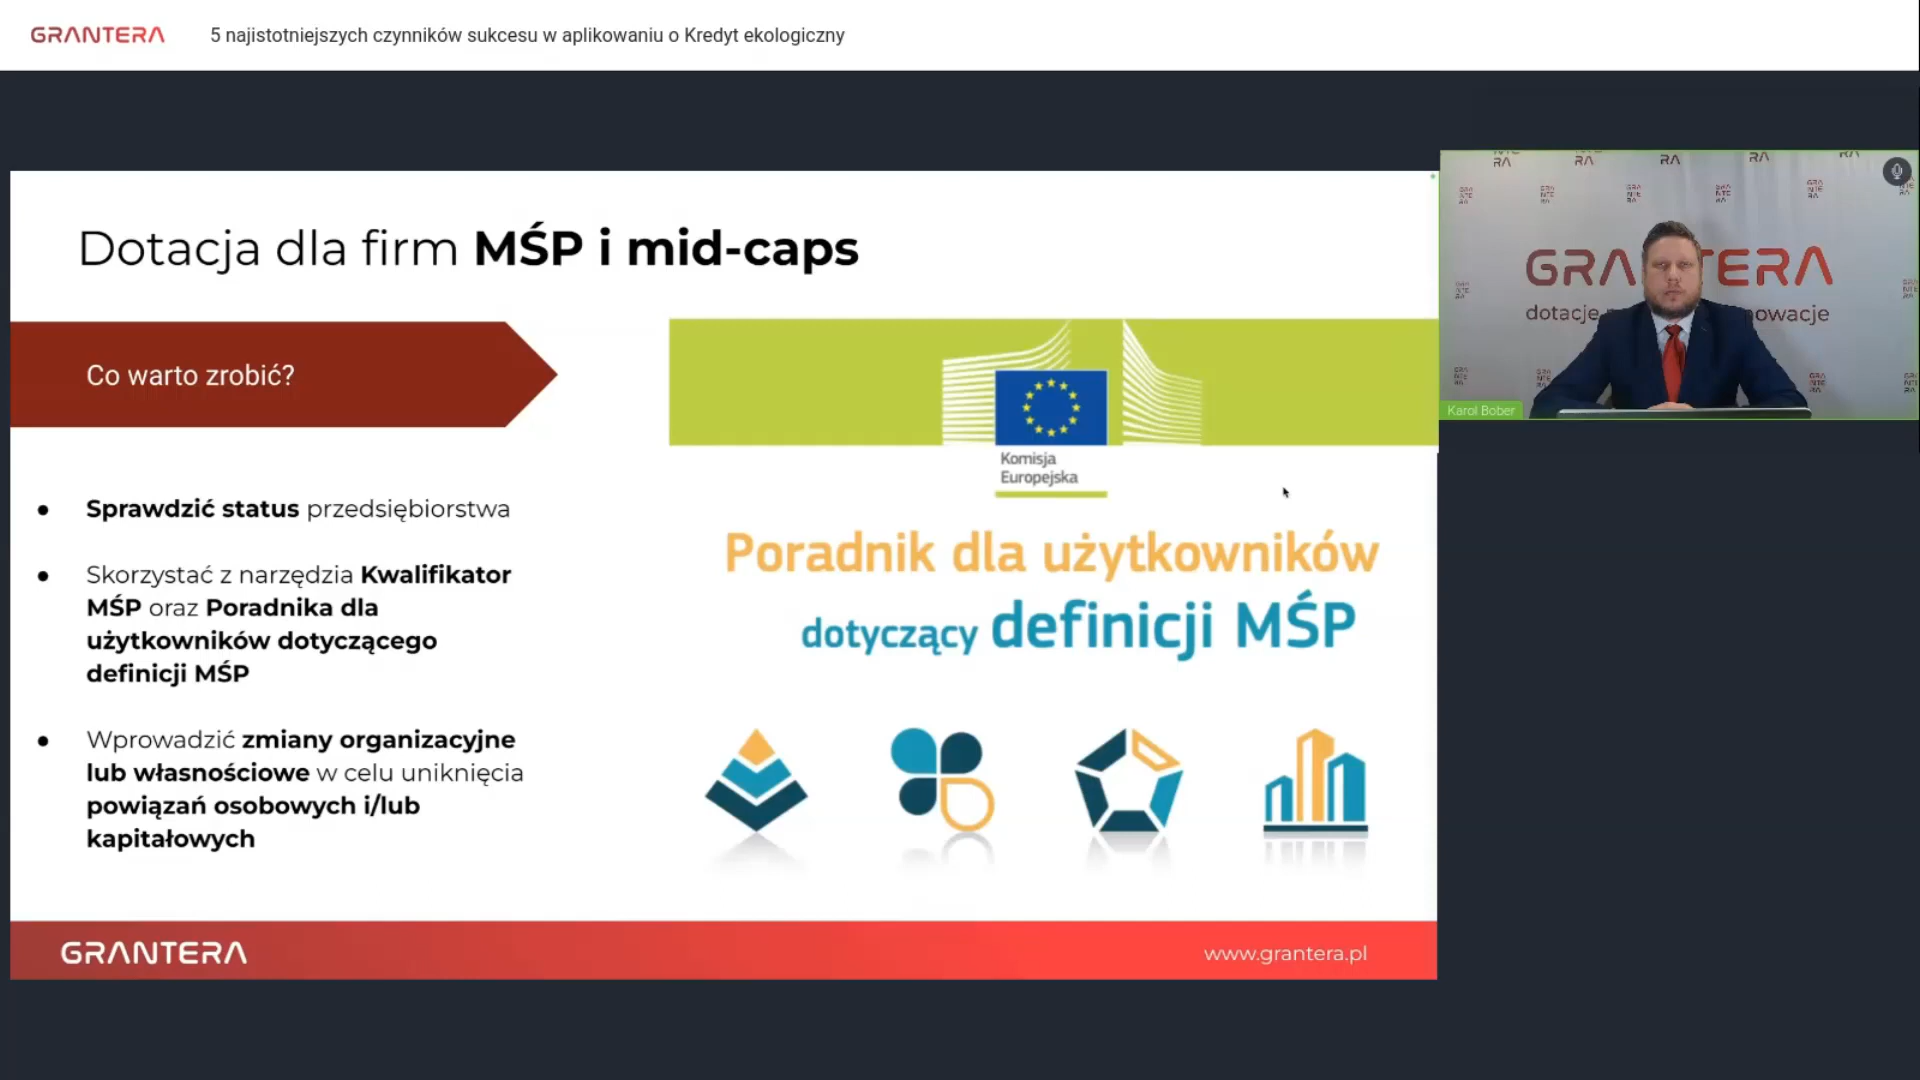 GRANTERA
5 najistotniejszych czynników sukcesu w aplikowaniu o Kredyt ekologiczny
Dotacja dla firm MŚP i mid-caps
Co warto zrobić?
Sprawdzić status przedsiębiorstwa
Skorzystać z narzędzia Kwalifikator
MŚP oraz Poradnika dla
użytkowników dotyczącego
definicji MŚP
Wprowadzić zmiany organizacyjne
lub własnościowe w celu uniknięcia
powiązań osobowych i/lub
kapitałowych
Komisja
Europejska
Poradnik dla użytkowników
dotyczący definicji MŚP
GRANTERA
www.grantera.pl
GRA TERA
dotacje owacje
Karol Bober